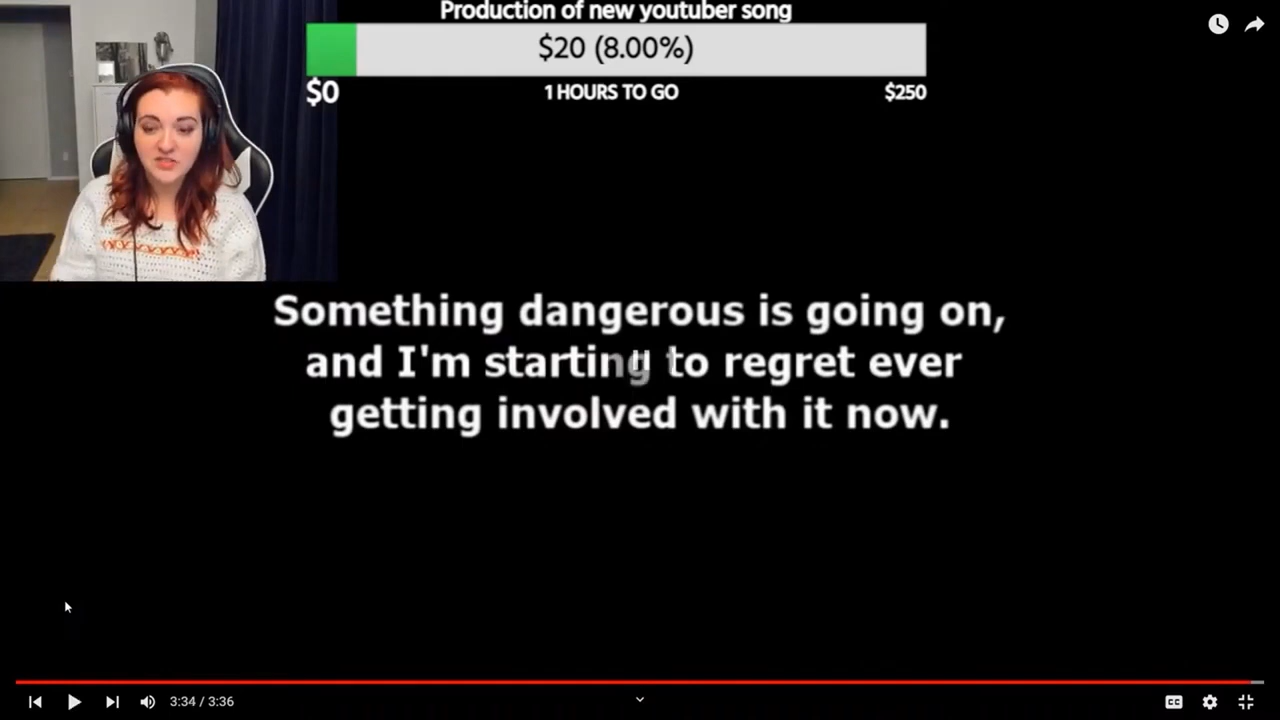 Production of new youtuber song
$20 (8.00%)
$0
1 HOURS TO GO
$250
Something dangerous is going on,
and I'm starting to regret ever
getting involved with it now.
3:34 / 3:36
CC